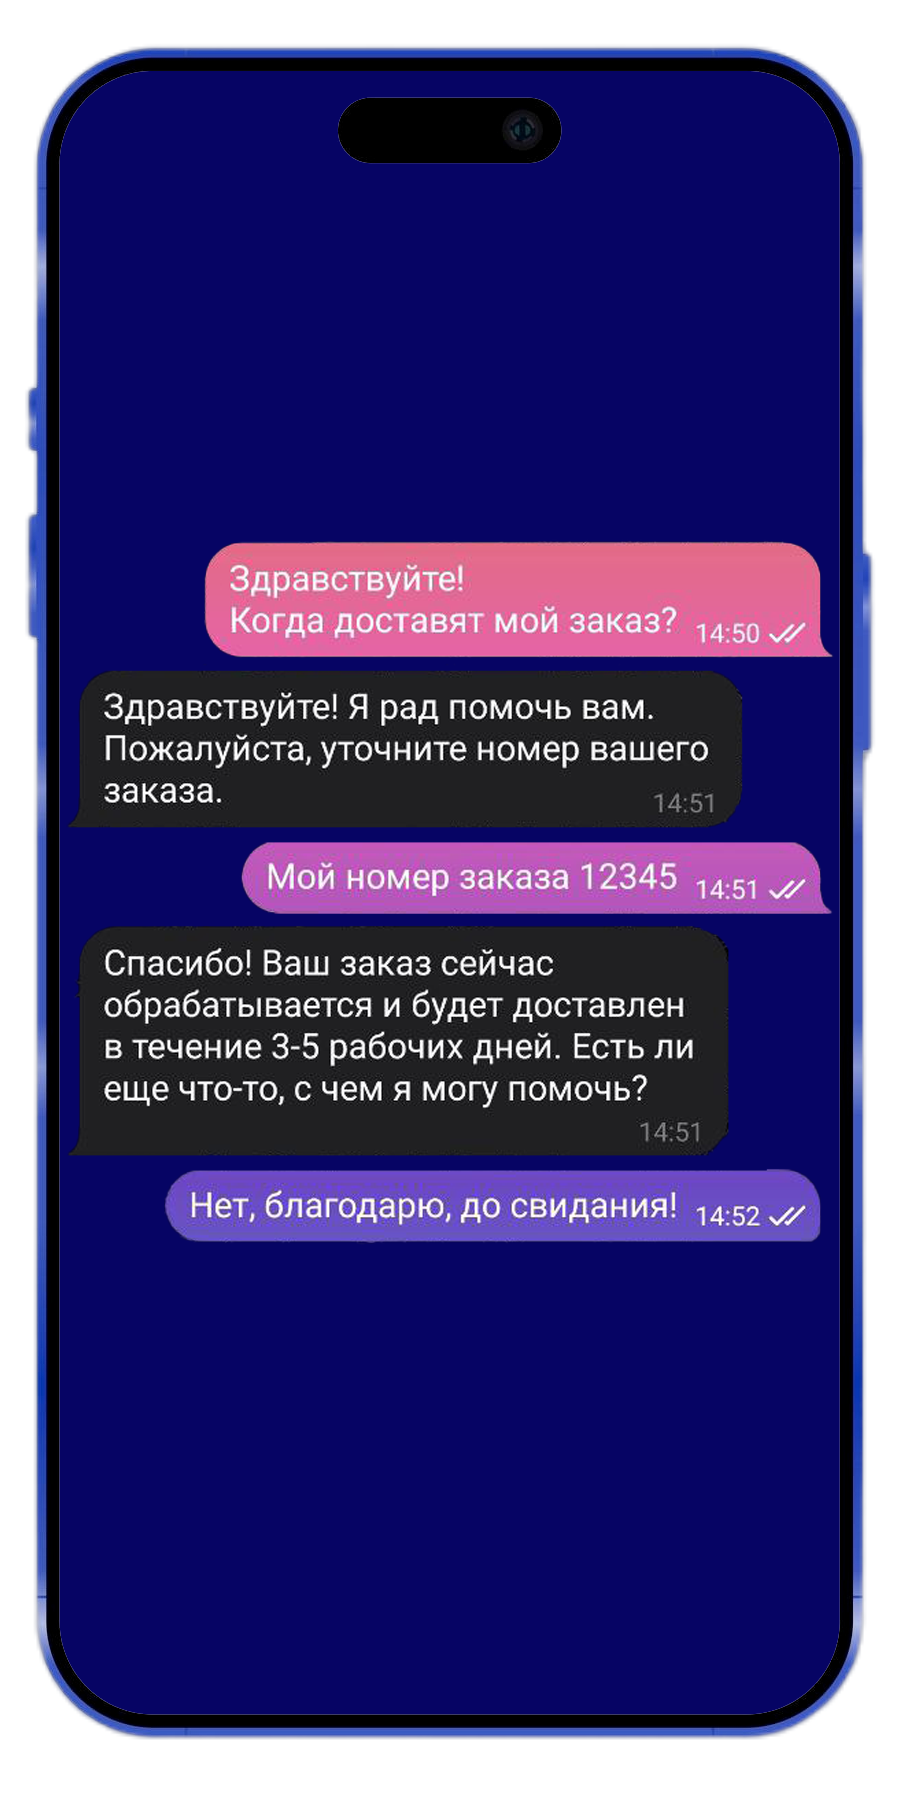 Здравствуйте!
Когда доставят мой заказ? 14:50
Здравствуйте! Я рад помочь вам.
Пожалуйста, уточните номер вашего
заказа. 14:51
Мой номер заказа 12345 14:51
Спасибо! Ваш заказ сейчас
обрабатывается и будет доставлен
в течение 3-5 рабочих дней. Есть ли
еще что-то, с чем я могу помочь?
14:51
Нет, благодарю, до свидания! 14:52